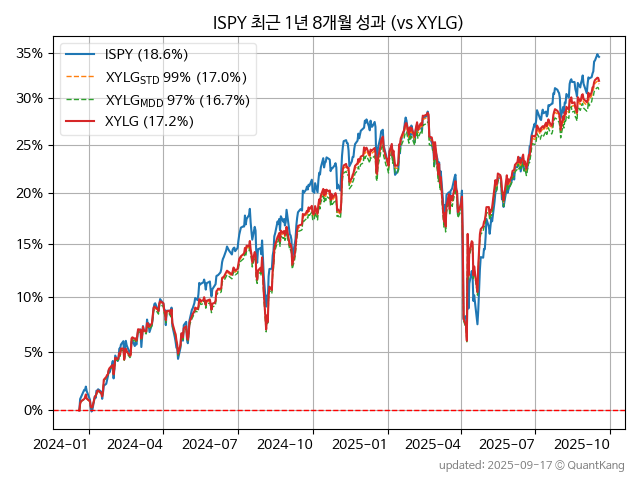 ISPY 최근 1년 8개월 성과 (vs XYLG)
ISPY (18.6%)
XYLG_STD 99% (17.0%)
XYLG_MDD 97% (16.7%)
XYLG (17.2%)
35%
30%
25%
20%
15%
10%
5%
0%
2024-01 2024-04 2024-07 2024-10 2025-01 2025-04 2025-07 2025-10
updated: 2025-09-17 © QuantKang